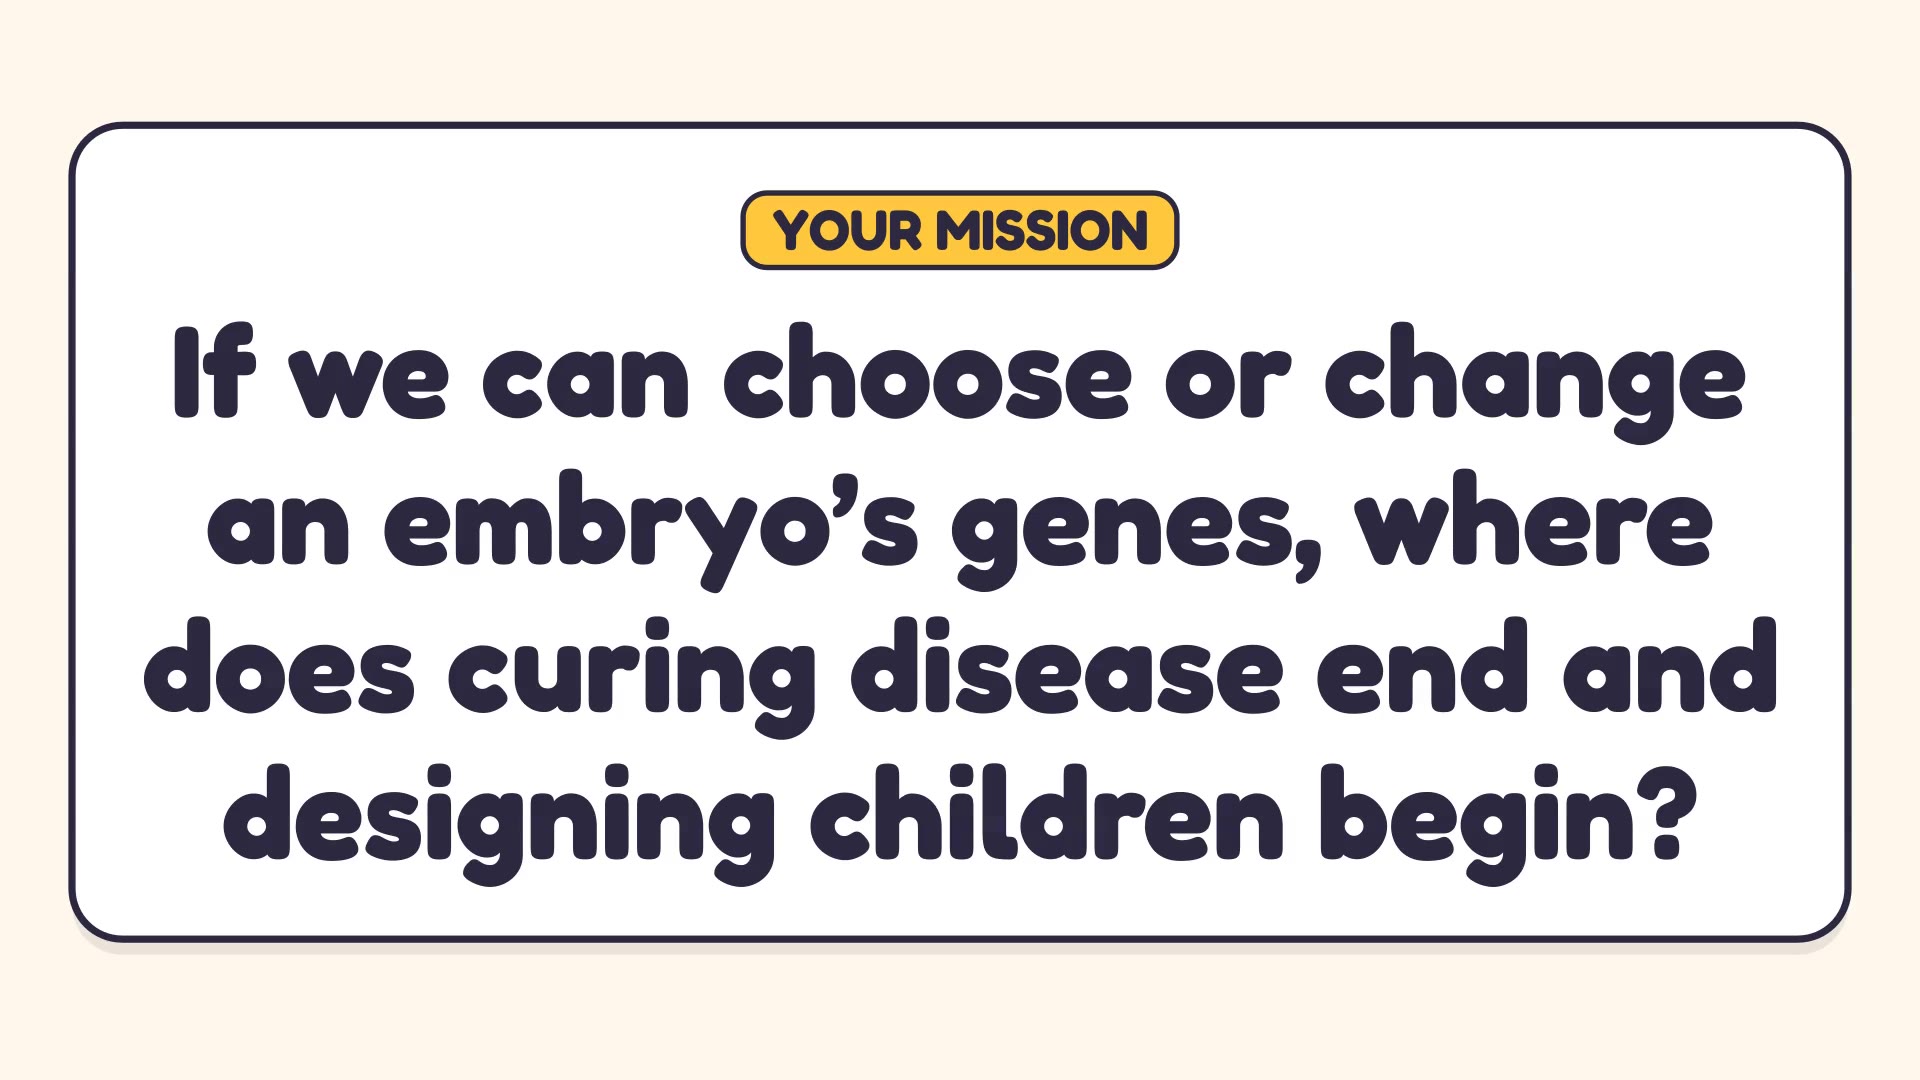 YOUR MISSION
If we can choose or change
an embryo’s genes, where
does curing disease end and
designing children begin?